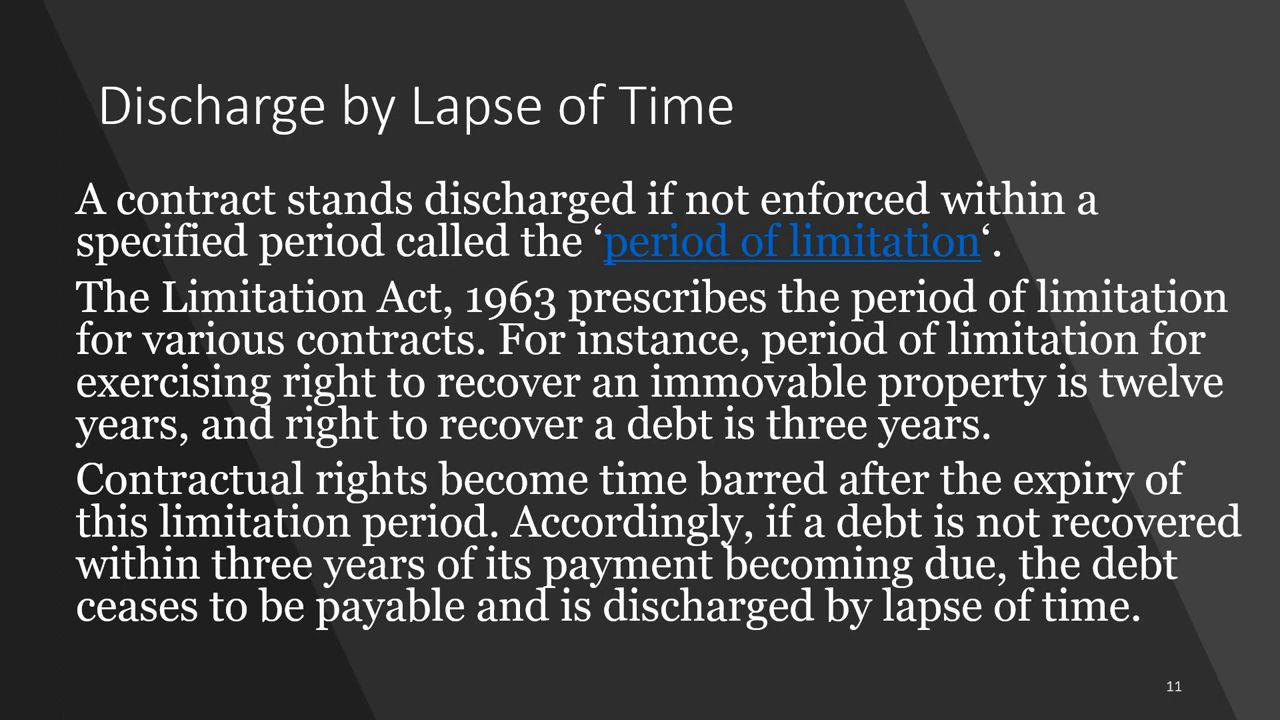 Discharge by Lapse of Time
A contract stands discharged if not enforced within a
specified period called the ‘period of limitation‘.
The Limitation Act, 1963 prescribes the period of limitation
for various contracts. For instance, period of limitation for
exercising right to recover an immovable property is twelve
years, and right to recover a debt is three years.
Contractual rights become time barred after the expiry of
this limitation period. Accordingly, if a debt is not recovered
within three years of its payment becoming due, the debt
ceases to be payable and is discharged by lapse of time.
11